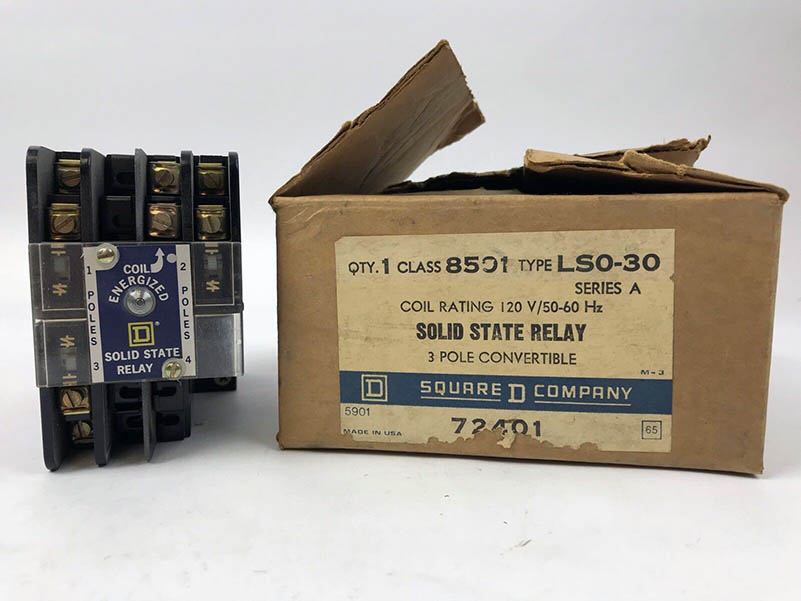 COIL
ENERGIZED
1 POLES 3
2 POLES 4
D
SOLID STATE
RELAY
QTY. 1 CLASS 8501 TYPE LSO-30
SERIES A
COIL RATING 120 V/50-60 Hz
SOLID STATE RELAY
3 POLE CONVERTIBLE
M-3
D SQUARE D COMPANY
5901
72401
65
MADE IN USA